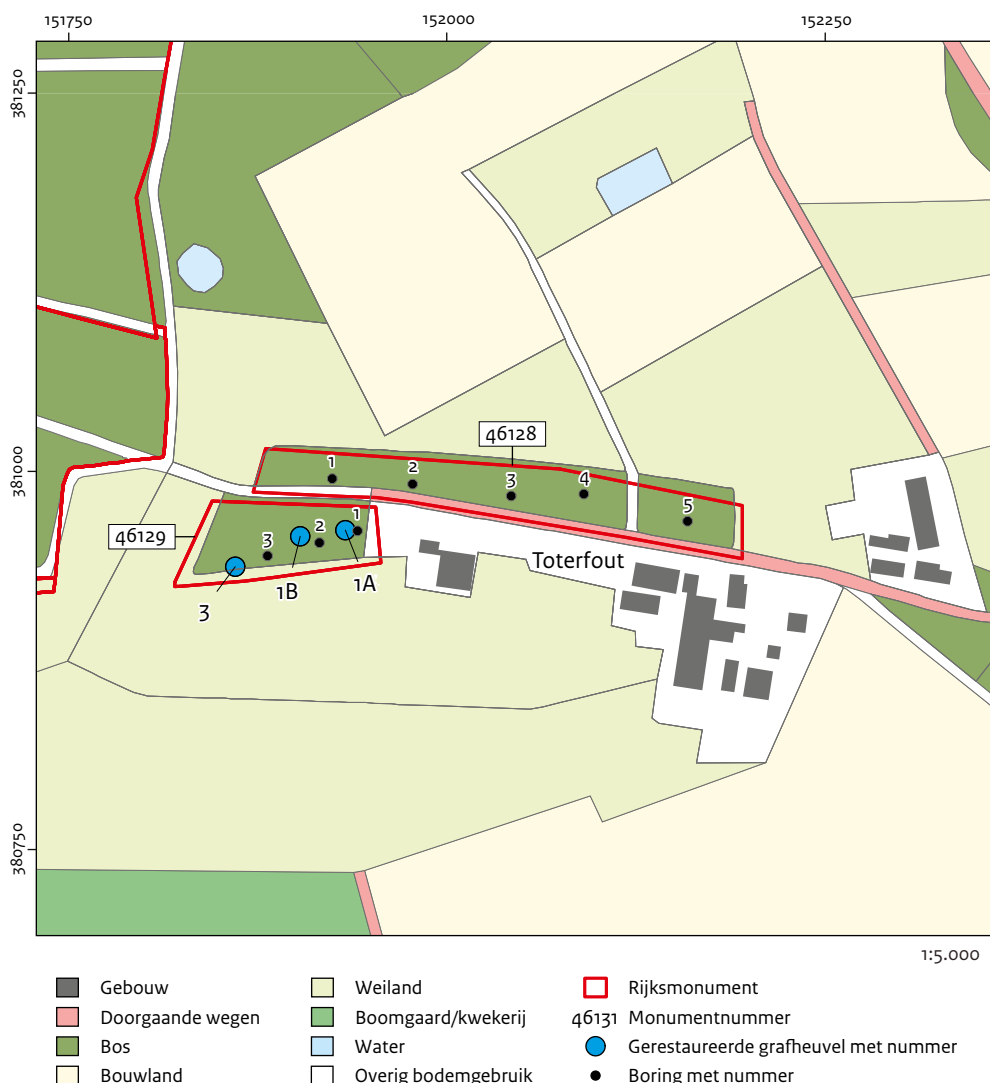 151750 152000 152250
381250
381000
380750
46128
1 2 3 4 5
46129
3 2 1
3 1B 1A
Toterfout
1:5.000
Gebouw Weiland Rijksmonument
Doorgaande wegen Boomgaard/kwekerij 46131 Monumentnummer
Bos Water Gerestaureerde grafheuvel met nummer
Bouwland Overig bodemgebruik Boring met nummer